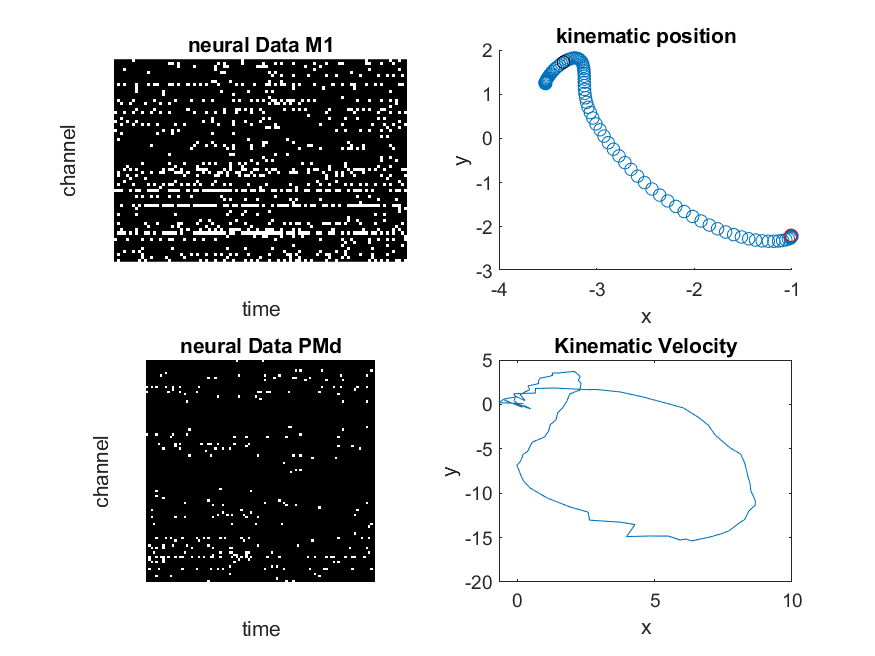 neural Data M1
channel
time
kinematic position
2
1
0
-1
-2
-3
y
-4
-3
-2
-1
x
neural Data PMd
channel
time
Kinematic Velocity
5
0
-5
-10
-15
-20
y
0
5
10
x